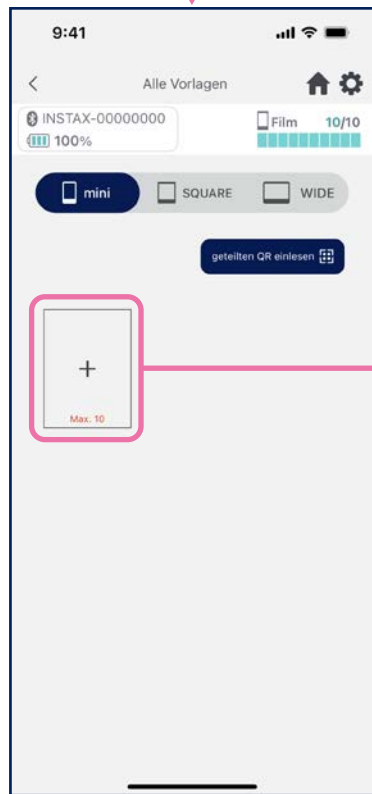 9:41
Alle Vorlagen
INSTAX-00000000
100%
Film 10/10
mini SQUARE WIDE
geteilten QR einlesen
+
Max. 10